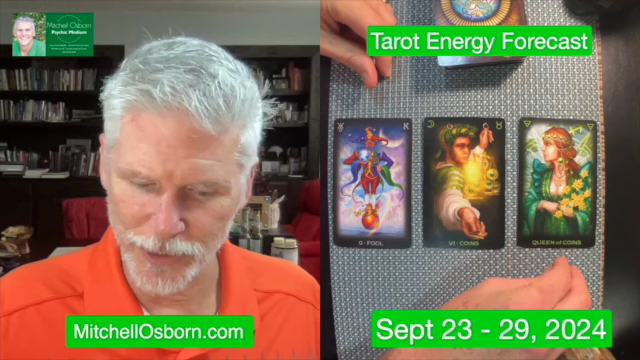 Mitchell Osborn
Psychic Medium
Tarot Energy Forecast
0 · FOOL
VI · COINS
QUEEN of COINS
MitchellOsborn.com
Sept 23 - 29, 2024